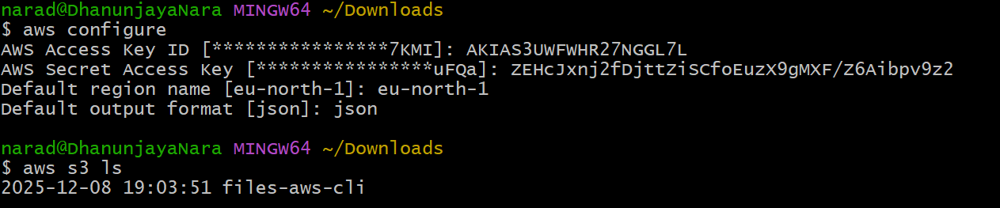 narad@DhanunjayaNara MINGW64 ~/Downloads
$ aws configure
AWS Access Key ID [****************7KMI]: AKIAS3UWFWHR27NGGL7L
AWS Secret Access Key [****************uFQa]: 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
Default region name [eu-north-1]: eu-north-1
Default output format [json]: json
narad@DhanunjayaNara MINGW64 ~/Downloads
$ aws s3 ls
2025-12-08 19:03:51 files-aws-cli